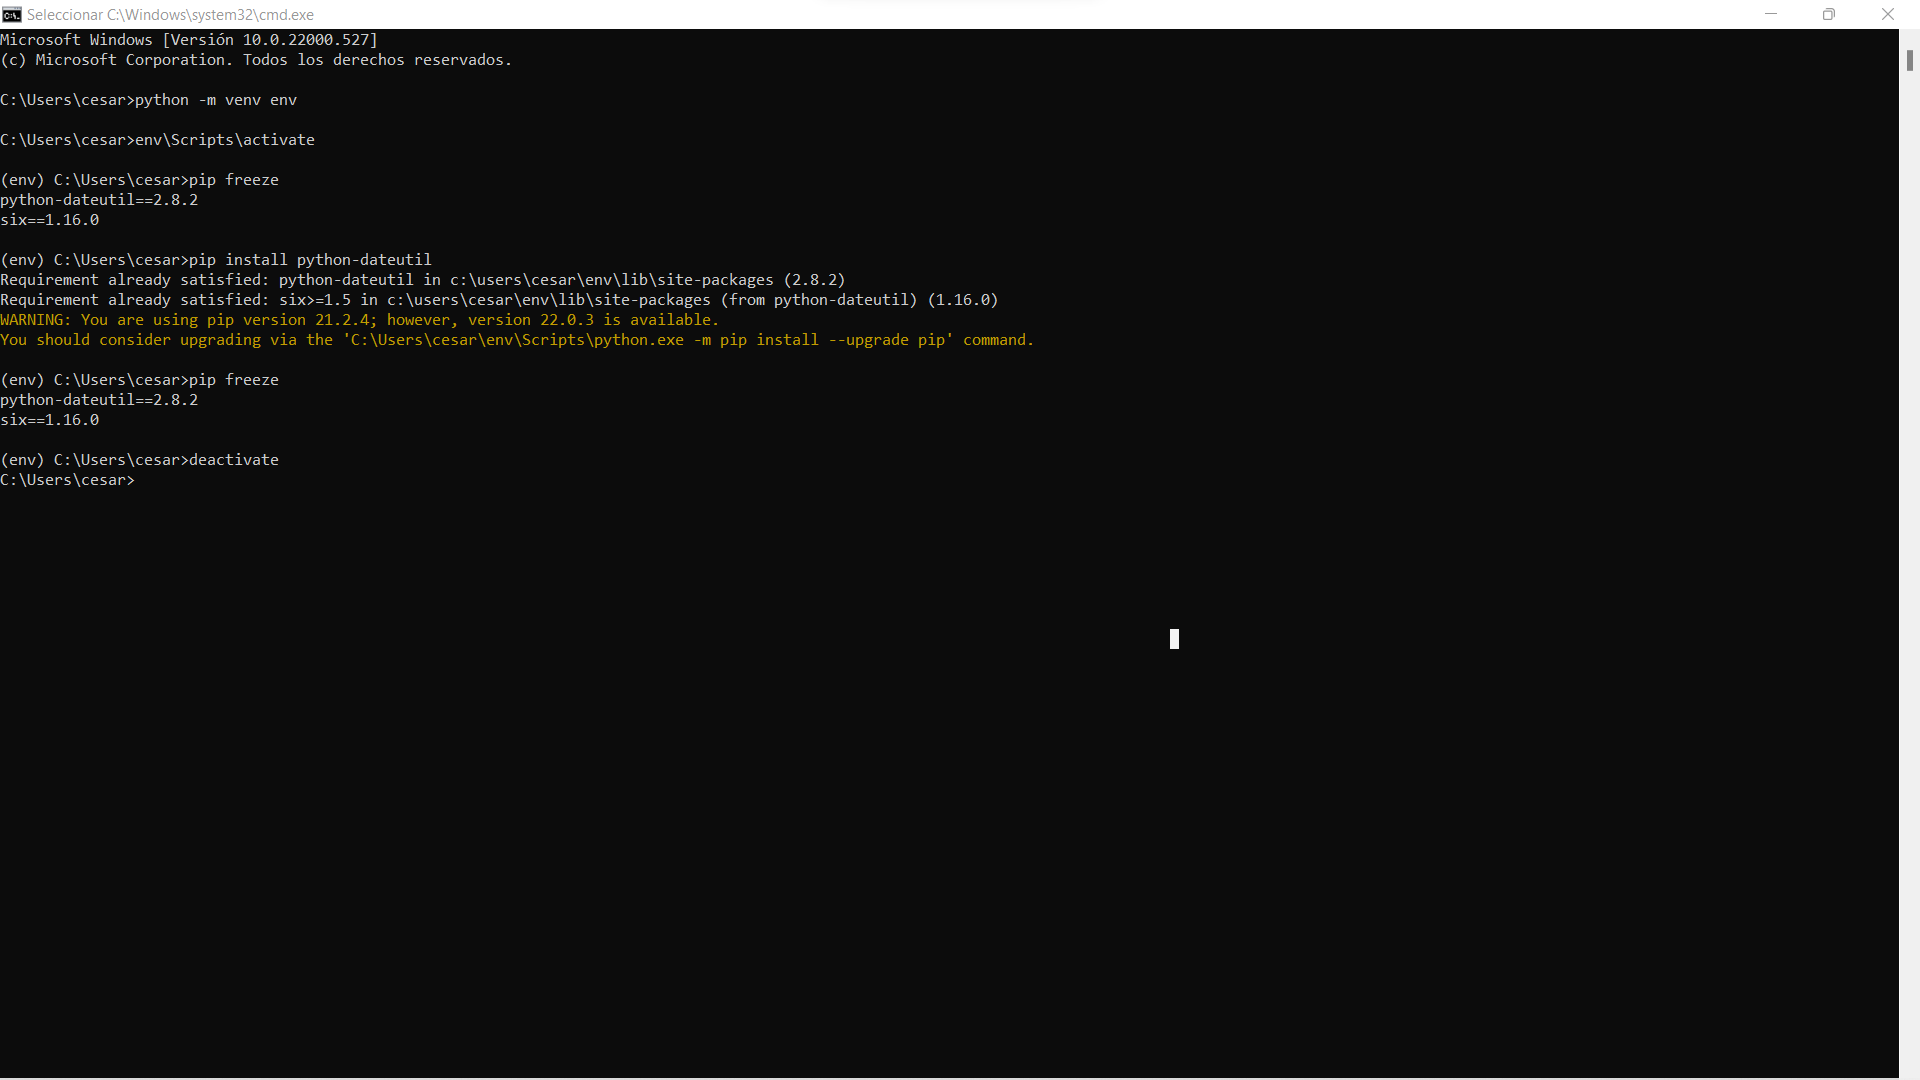 Seleccionar C:\Windows\system32\cmd.exe
Microsoft Windows [Versión 10.0.22000.527]
(c) Microsoft Corporation. Todos los derechos reservados.
C:\Users\cesar>python -m venv env
C:\Users\cesar>env\Scripts\activate
(env) C:\Users\cesar>pip freeze
python-dateutil==2.8.2
six==1.16.0
(env) C:\Users\cesar>pip install python-dateutil
Requirement already satisfied: python-dateutil in c:\users\cesar\env\lib\site-packages (2.8.2)
Requirement already satisfied: six>=1.5 in c:\users\cesar\env\lib\site-packages (from python-dateutil) (1.16.0)
WARNING: You are using pip version 21.2.4; however, version 22.0.3 is available.
You should consider upgrading via the 'C:\Users\cesar\env\Scripts\python.exe -m pip install --upgrade pip' command.
(env) C:\Users\cesar>pip freeze
python-dateutil==2.8.2
six==1.16.0
(env) C:\Users\cesar>deactivate
C:\Users\cesar>